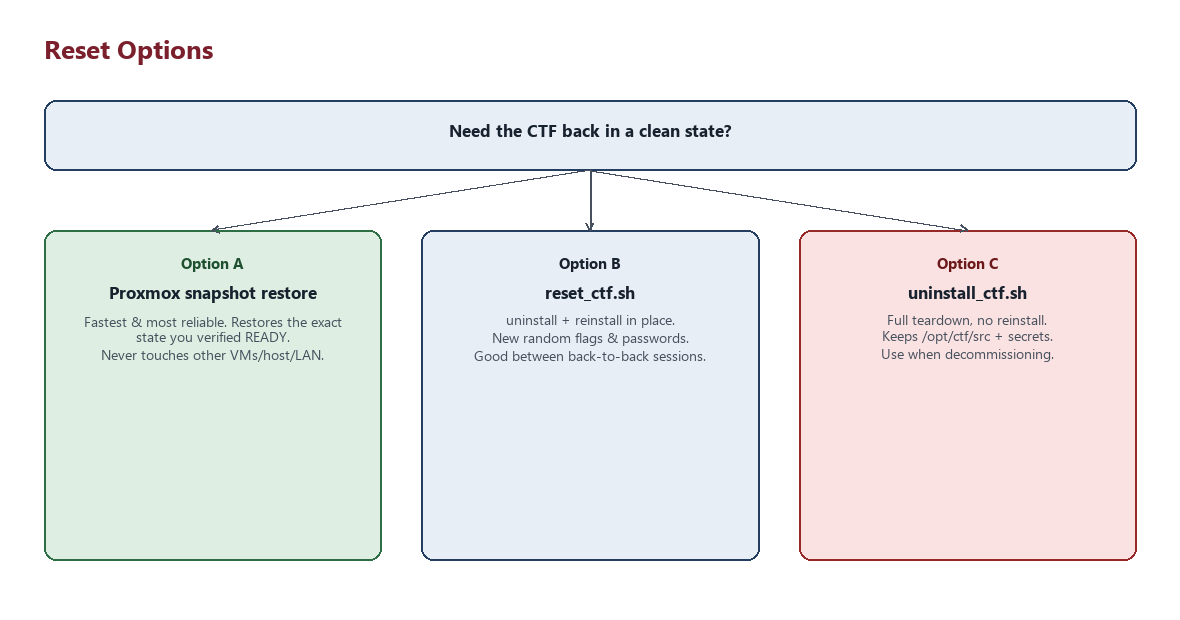 Reset Options
Need the CTF back in a clean state?
Option A
Proxmox snapshot restore
Fastest & most reliable. Restores the exact
state you verified READY.
Never touches other VMs/host/LAN.
Option B
reset_ctf.sh
uninstall + reinstall in place.
New random flags & passwords.
Good between back-to-back sessions.
Option C
uninstall_ctf.sh
Full teardown, no reinstall.
Keeps /opt/ctf/src + secrets.
Use when decommissioning.